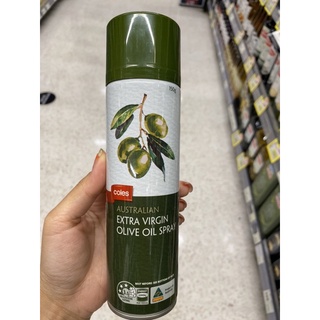 coles
AUSTRALIAN
EXTRA VIRGIN
OLIVE OIL SPRAY